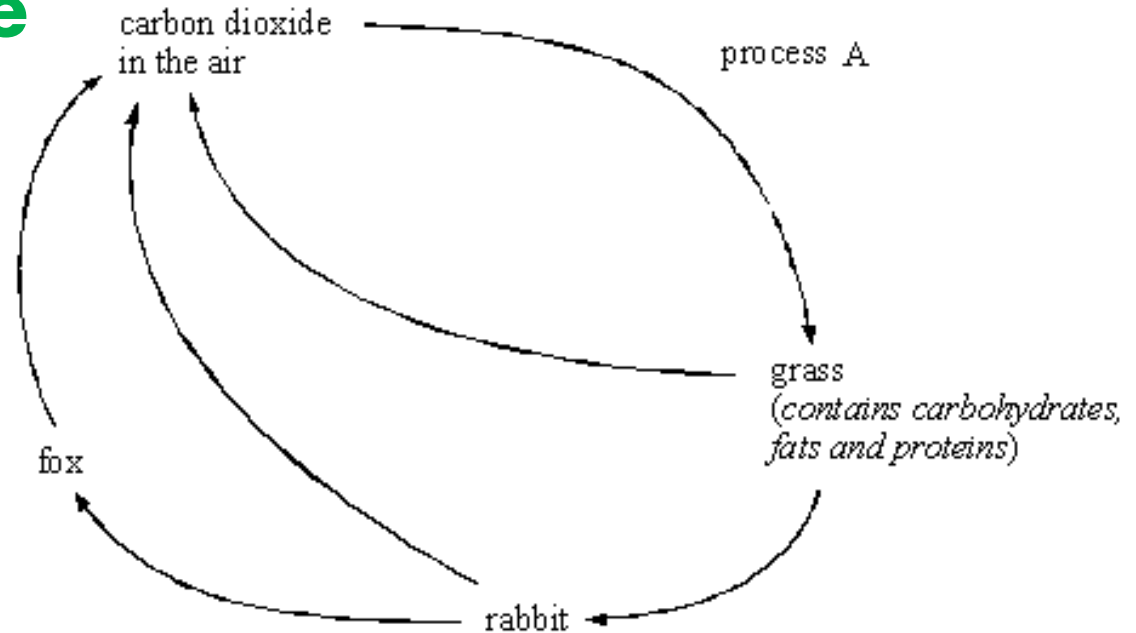 e
carbon dioxide
in the air
process A
grass
(contains carbohydrates,
fats and proteins)
fox
rabbit